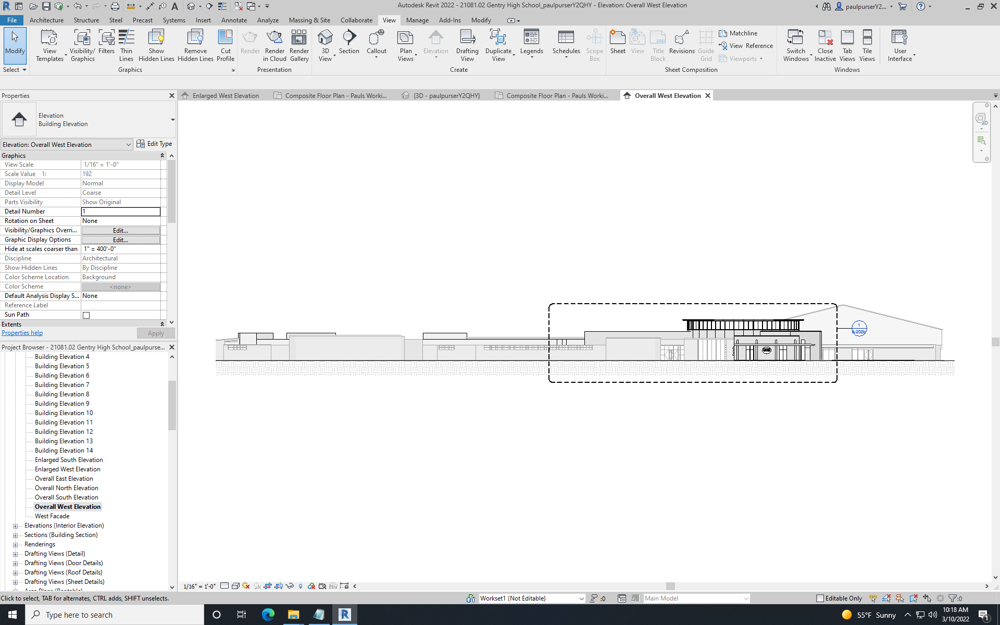 Autodesk Revit 2022 - 21081.02 Gentry High School_paulpurserY2QHY - Elevation: Overall West Elevation
paulpurserY2...
File Architecture Structure Steel Precast Systems Insert Annotate Analyze Massing & Site Collaborate View Manage Add-Ins Modify
Modify
View Templates
Visibility/ Graphics
Filters
Thin Lines
Show Hidden Lines
Remove Hidden Lines
Cut Profile
Render
Render in Cloud
Render Gallery
3D View
Section
Callout
Plan Views
Elevation
Drafting View
Duplicate View
Legends
Schedules
Scope Box
Sheet
View
Title Block
Revisions
Guide Grid
Matchline
View Reference
Viewports
Switch Windows
Close Inactive
Tab Views
Tile Views
User Interface
Select Graphics Presentation Create Sheet Composition Windows
Properties
Enlarged West Elevation
Composite Floor Plan - Pauls Worki...
{3D - paulpurserY2QHY}
Composite Floor Plan - Pauls Worki...
Overall West Elevation
2D
Elevation
Building Elevation
Elevation: Overall West Elevation Edit Type
Graphics
View Scale 1/16" = 1'-0"
Scale Value 1: 192
Display Model Normal
Detail Level Coarse
Parts Visibility Show Original
Detail Number 1
Rotation on Sheet None
Visibility/Graphics Overri... Edit...
Graphic Display Options Edit...
Hide at scales coarser than 1" = 400'-0"
Discipline Architectural
Show Hidden Lines By Discipline
Color Scheme Location Background
Color Scheme <none>
Default Analysis Display S... None
Reference Label
Sun Path
Extents
Properties help Apply
Project Browser - 21081.02 Gentry High School_paulpurse...
Building Elevation 4
Building Elevation 5
Building Elevation 6
Building Elevation 7
Building Elevation 8
Building Elevation 9
Building Elevation 10
Building Elevation 11
Building Elevation 12
Building Elevation 13
Building Elevation 14
Enlarged South Elevation
Enlarged West Elevation
Overall East Elevation
Overall North Elevation
Overall South Elevation
Overall West Elevation
West Facade
Elevations (Interior Elevation)
Sections (Building Section)
Renderings
Drafting Views (Detail)
Drafting Views (Door Details)
Drafting Views (Roof Details)
Drafting Views (Sheet Details)
1
A-202b
GHS
1/16" = 1'-0"
Click to select, TAB for alternates, CTRL adds, SHIFT unselects.
Workset1 (Not Editable)
:0
Main Model
Editable Only
:0
Type here to search
55°F Sunny
10:18 AM
3/10/2022
1